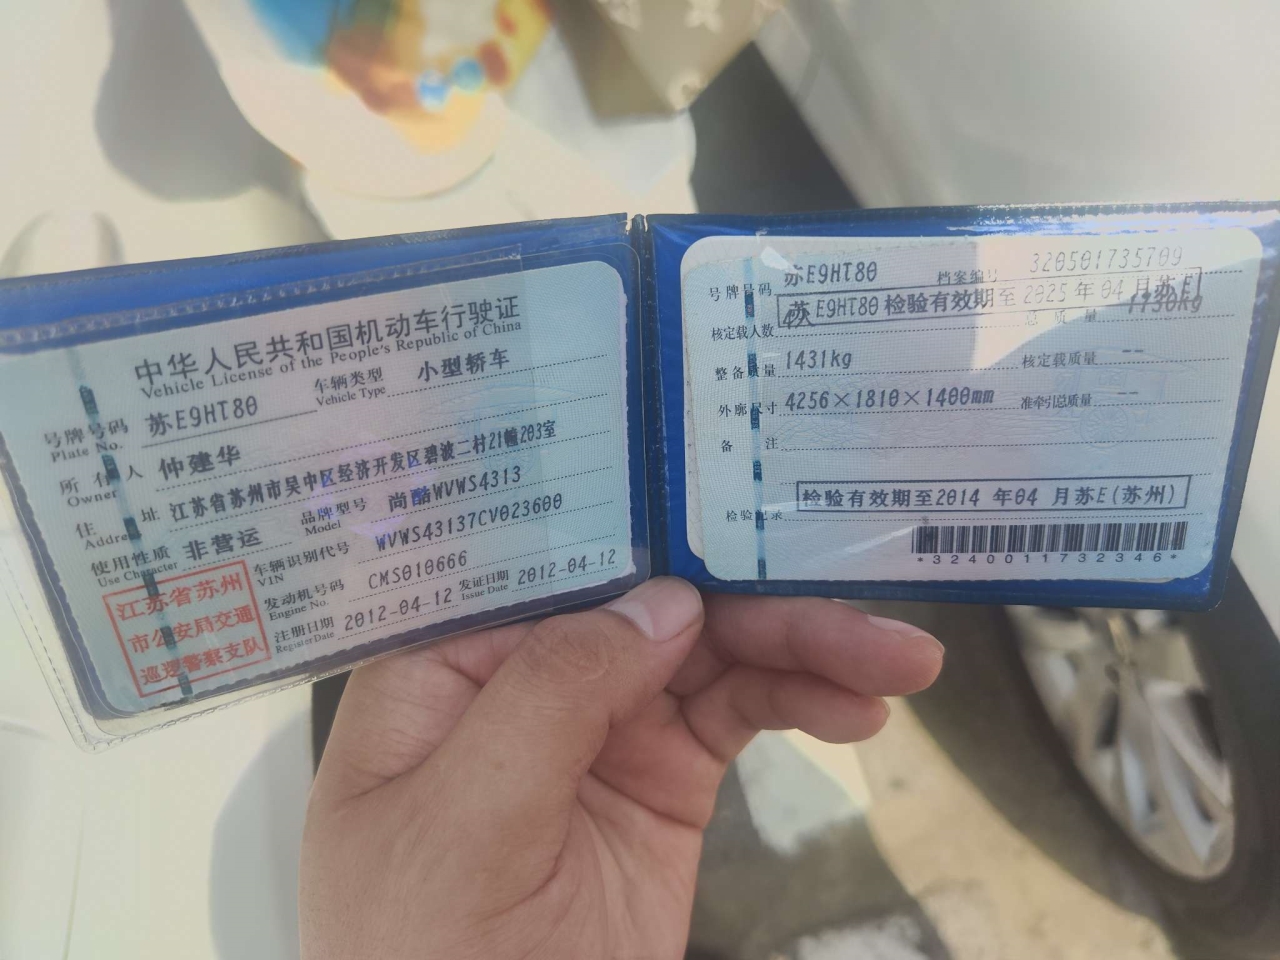 中华人民共和国机动车行驶证
Vehicle License of the People's Republic of China
号牌号码 苏E9HT80 车辆类型 小型轿车
Plate No. Vehicle Type
所有人 仲建华
Owner
住址 江苏省苏州市吴中区经济开发区碧波二村21幢203室
Address
使用性质 非营运 品牌型号 尚酷WVWS4313
Use Character Model
车辆识别代号 WVWS43137CV023600
VIN
发动机号码 CMS010666
Engine No.
注册日期 2012-04-12 发证日期 2012-04-12
Register Date Issue Date
江苏省苏州
市公安局交通
巡逻警察支队
号牌号码 苏E9HT80 档案编号 320501735709
苏E9HT80 检验有效期至 2025 年 04 月苏E
核定载人数 4人 总质量 1730kg
整备质量 1431kg 核定载质量 --
外廓尺寸 4256×1810×1400mm 准牵引总质量 --
备注
检验有效期至2014 年04 月苏E(苏州)
检验记录
*3240011732346*